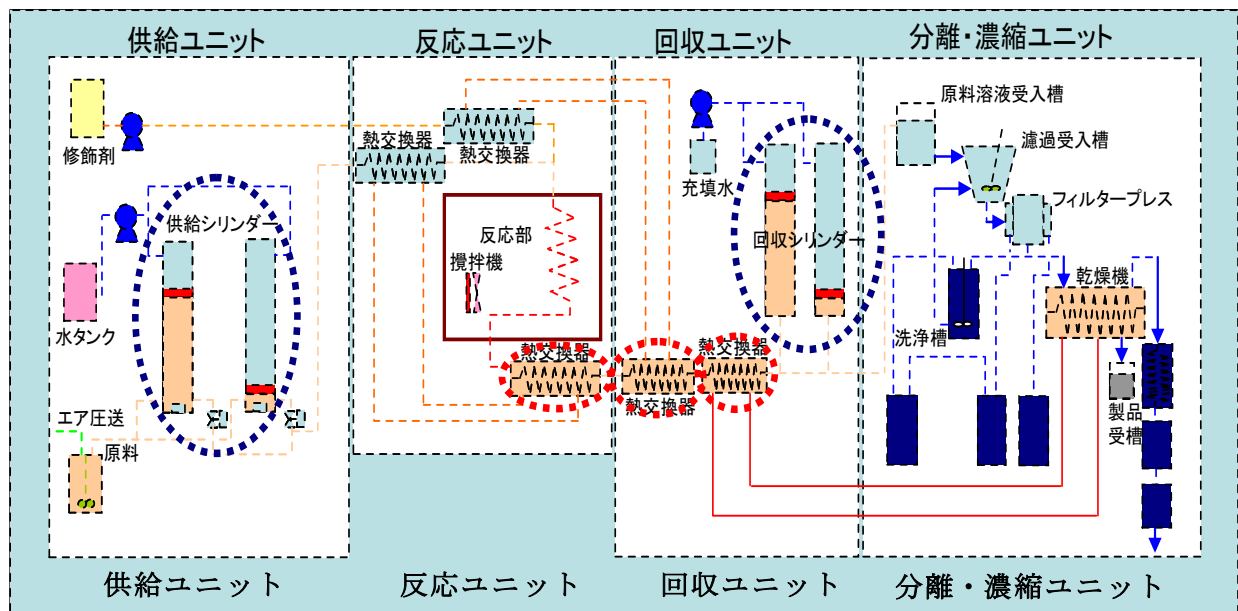 供給ユニット
反応ユニット
回収ユニット
分離・濃縮ユニット
修飾剤
供給シリンダー
水タンク
エア圧送
原料
熱交換器
熱交換器
反応部
攪拌機
熱交換器
充填水
回収シリンダー
熱交換器
熱交換器
原料溶液受入槽
濾過受入槽
フィルタープレス
乾燥機
洗浄槽
製品
受槽
供給ユニット
反応ユニット
回収ユニット
分離・濃縮ユニット